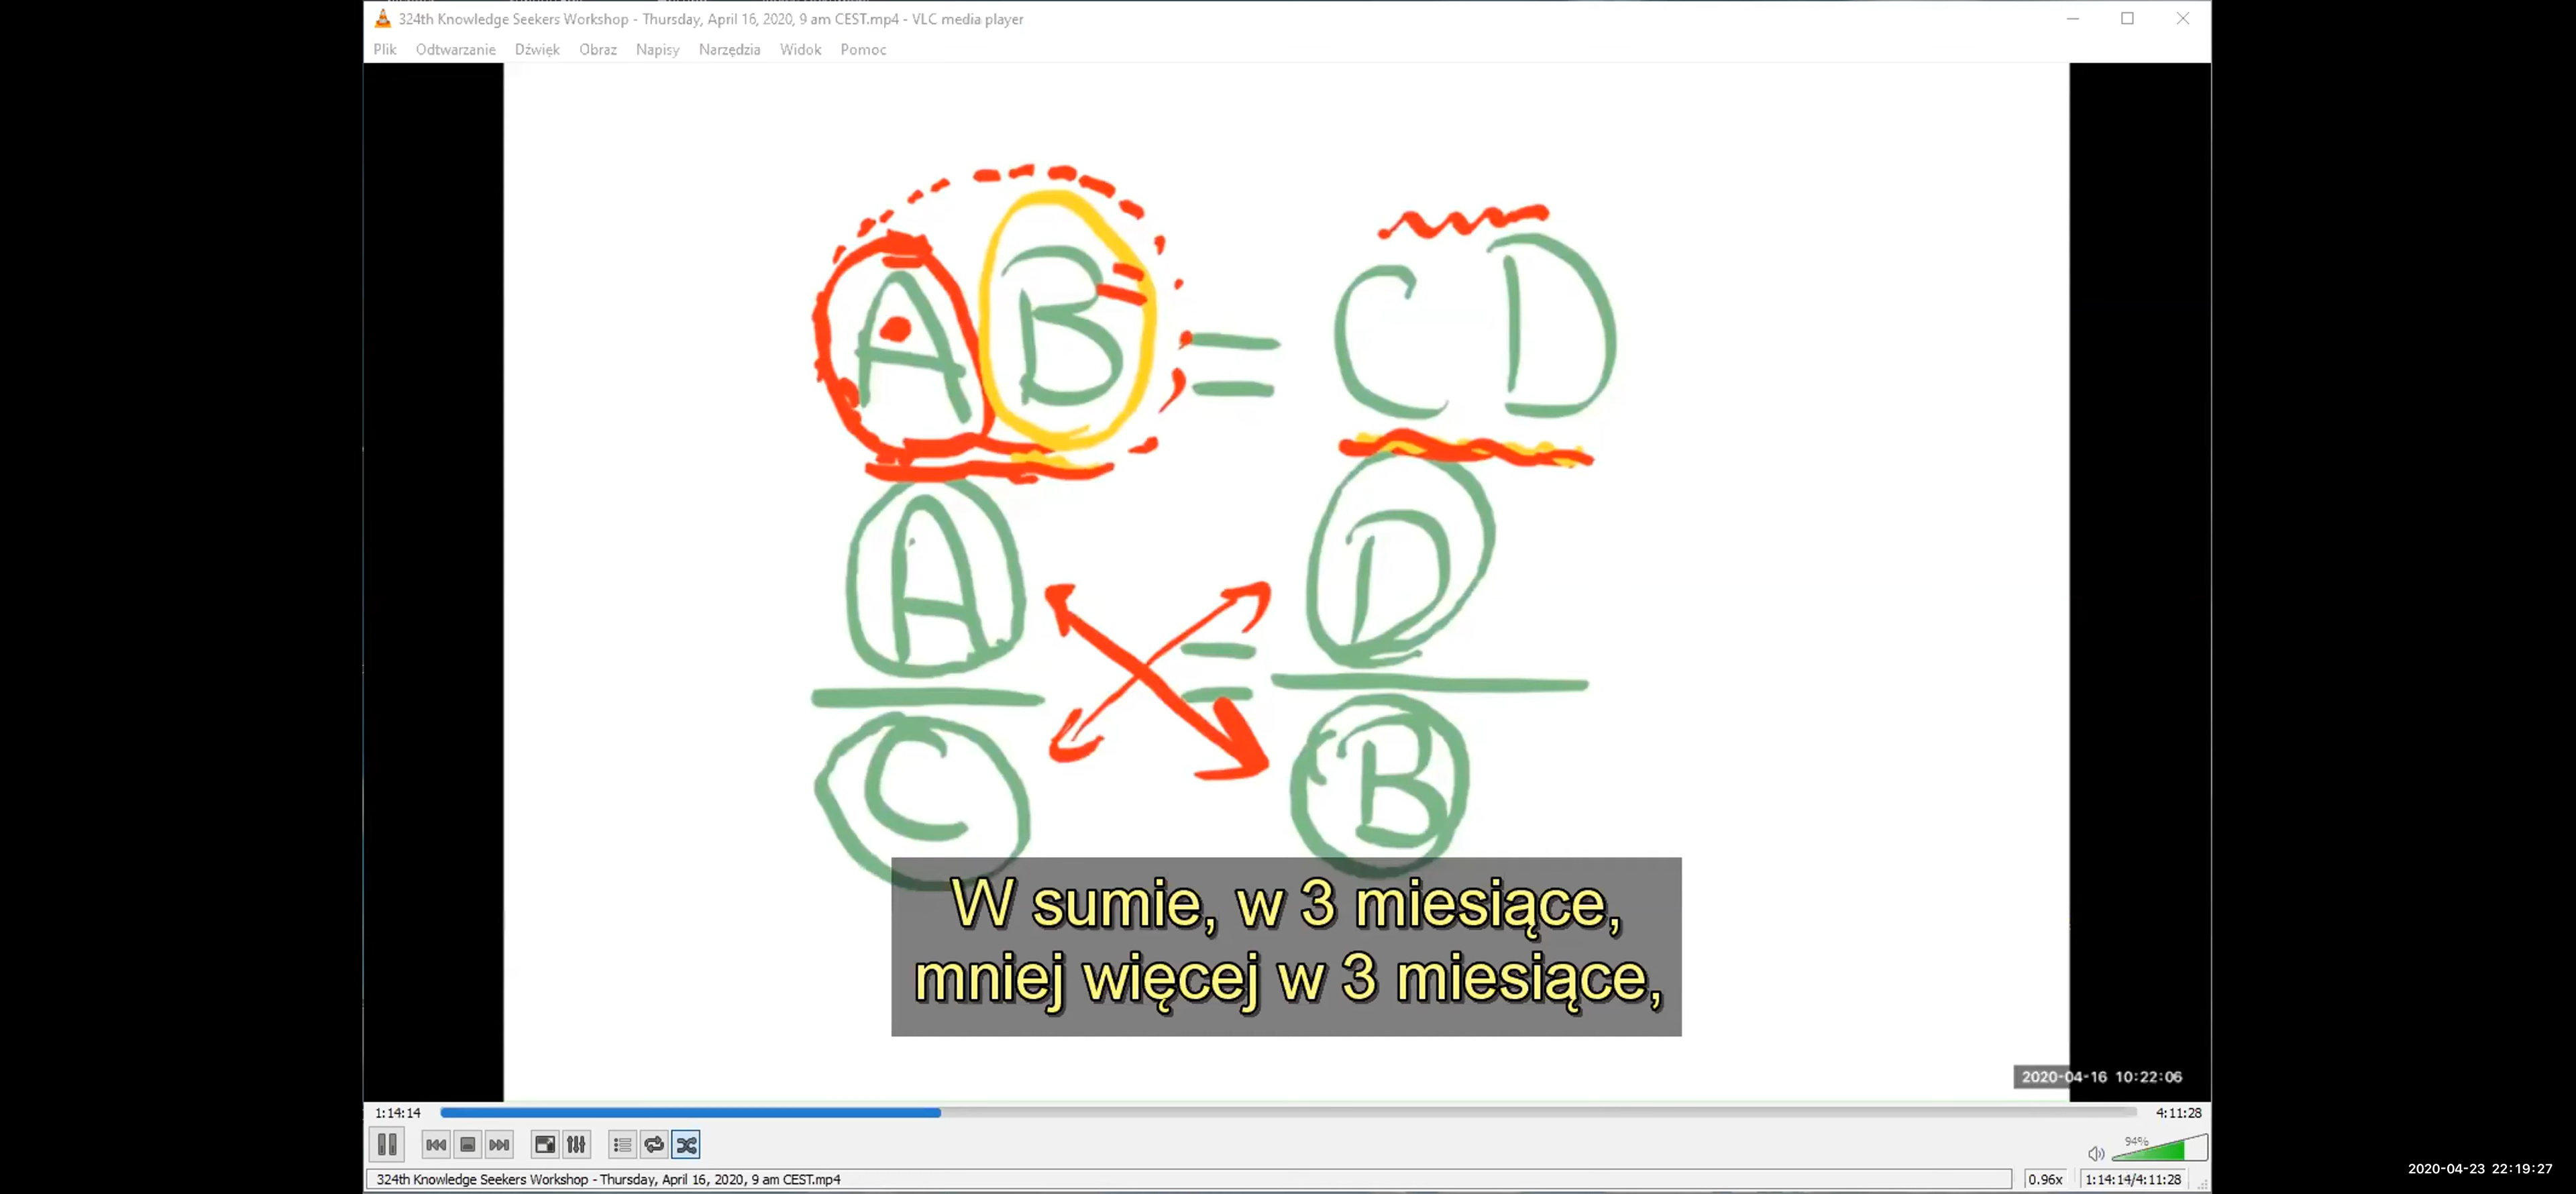 324th Knowledge Seekers Workshop - Thursday, April 16, 2020, 9 am CEST.mp4 - VLC media player
Plik Odtwarzanie Dźwięk Obraz Napisy Narzędzia Widok Pomoc
AB = CD
A = D
C B
W sumie, w 3 miesiące,
mniej więcej w 3 miesiące,
2020-04-16 10:22:06
1:14:14 4:11:28
94%
324th Knowledge Seekers Workshop - Thursday, April 16, 2020, 9 am CEST.mp4 0.96x 1:14:14/4:11:28
2020-04-23 22:19:27